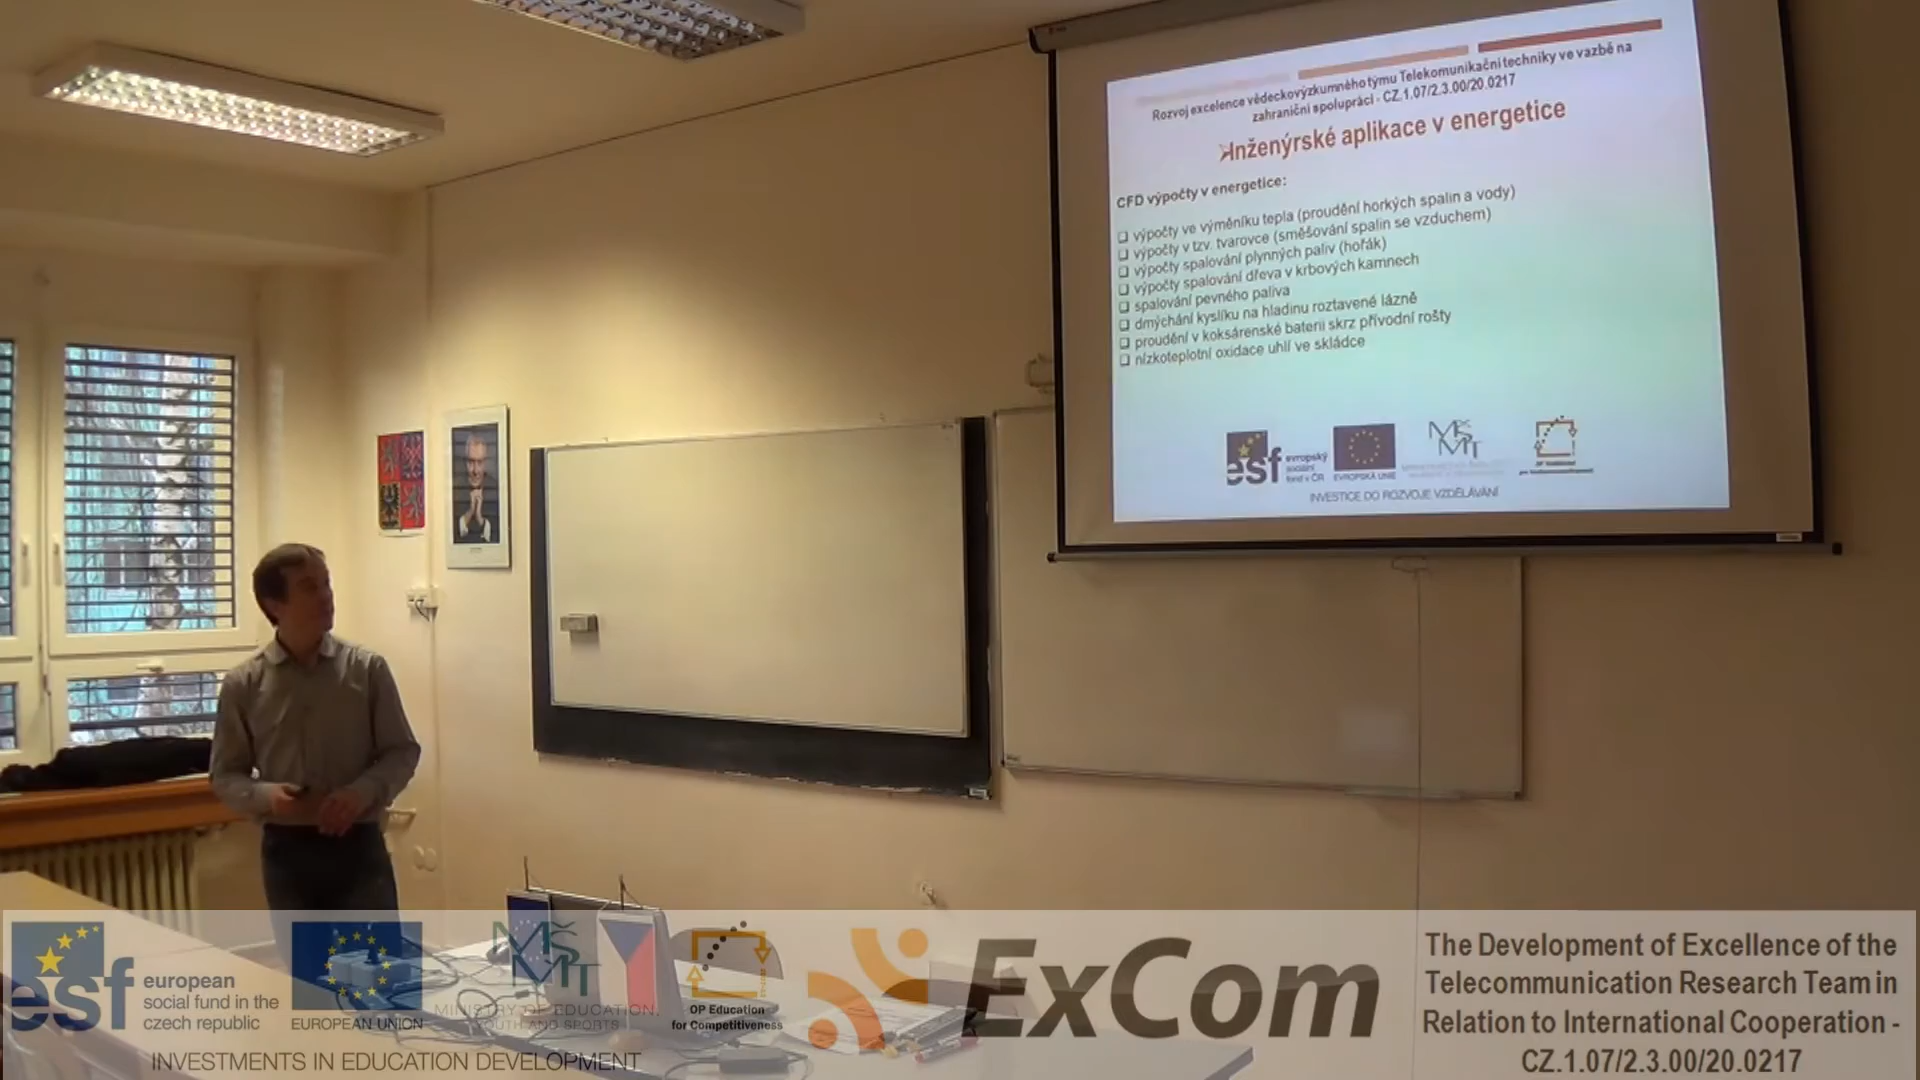 Rozvoj excelence vědeckovýzkumného týmu Telekomunikační techniky ve vazbě na
zahraniční spolupráci - CZ.1.07/2.3.00/20.0217
Inženýrské aplikace v energetice
CFD výpočty v energetice:
výpočty ve výměníku tepla (proudění horkých spalin a vody)
výpočty v tzv. tvarovce (směšování spalin se vzduchem)
výpočty spalování plynných paliv (hořák)
výpočty spalování dřeva v krbových kamnech
spalování pevného paliva
dmýchání kyslíku na hladinu roztavené lázně
proudění v koksárenské baterii skrz přívodní rošty
nízkoteplotní oxidace uhlí ve skládce
esf
evropský
sociální
fond v ČR
EVROPSKÁ UNIE
MŠMT
INVESTICE DO ROZVOJE VZDĚLÁVÁNÍ
esf
european
social fund in the
czech republic
EUROPEAN UNION
MŠMT
MINISTRY OF EDUCATION,
YOUTH AND SPORTS
OP Education
for Competitiveness
INVESTMENTS IN EDUCATION DEVELOPMENT
ExCom
The Development of Excellence of the
Telecommunication Research Team in
Relation to International Cooperation -
CZ.1.07/2.3.00/20.0217